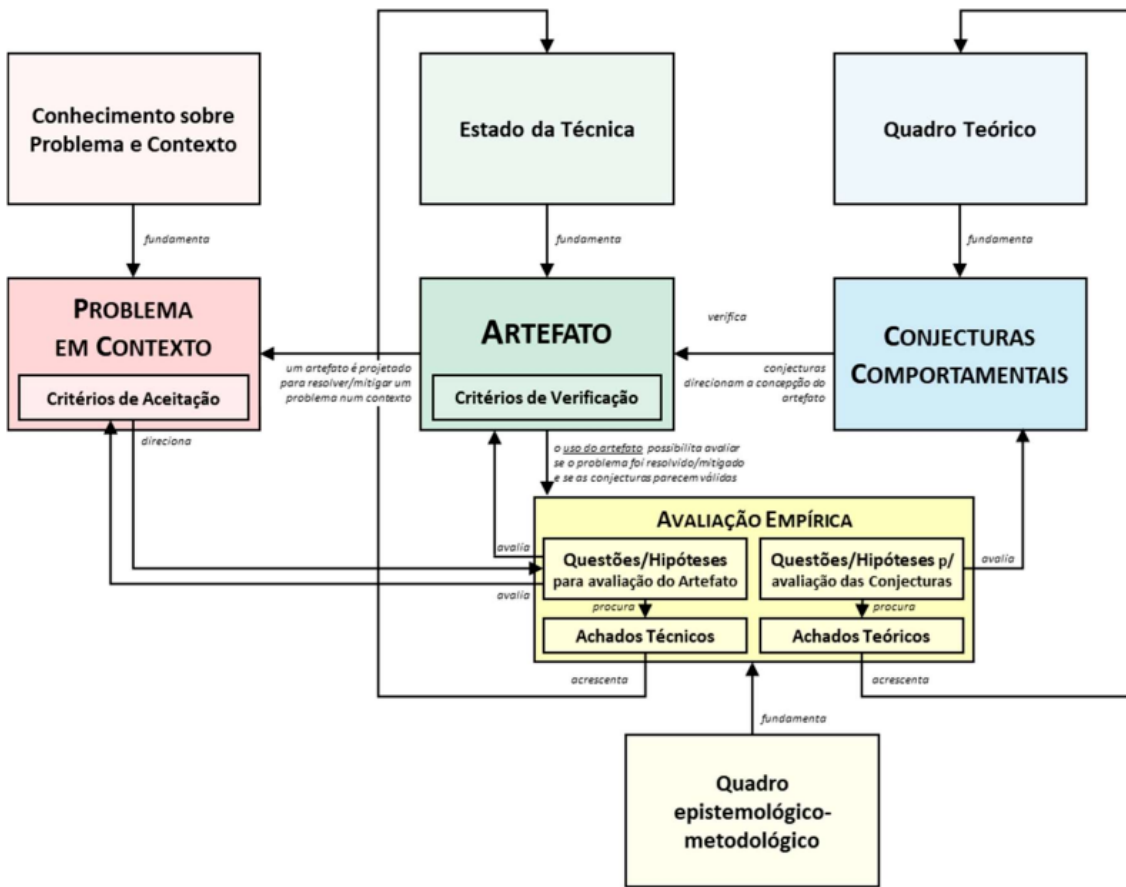 Conhecimento sobre
Problema e Contexto
Estado da Técnica
Quadro Teórico
fundamenta
fundamenta
fundamenta
PROBLEMA
EM CONTEXTO
Critérios de Aceitação
ARTEFATO
Critérios de Verificação
CONJECTURAS
COMPORTAMENTAIS
um artefato é projetado
para resolver/mitigar um
problema num contexto
verifica
conjecturas
direcionam a concepção do
artefato
direciona
o uso do artefato possibilita avaliar
se o problema foi resolvido/mitigado
e se as conjecturas parecem válidas
AVALIAÇÃO EMPÍRICA
avalia
avalia
Questões/Hipóteses
para avaliação do Artefato
Questões/Hipóteses p/
avaliação das Conjecturas
avalia
procura
procura
Achados Técnicos
Achados Teóricos
acrescenta
acrescenta
fundamenta
Quadro
epistemológico-
metodológico